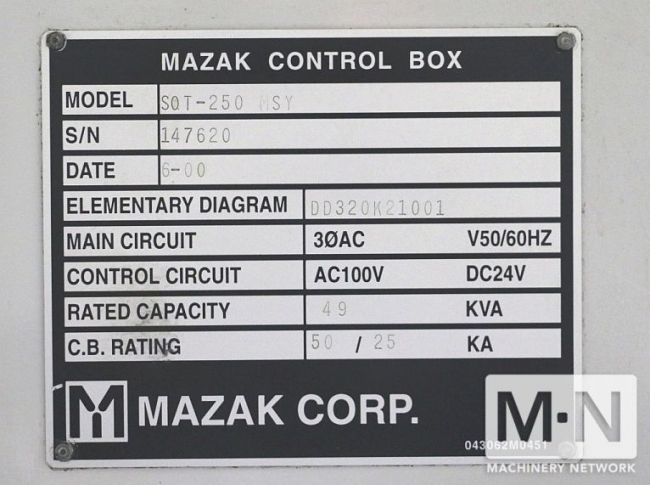 MAZAK CONTROL BOX
MODEL SQT-250 MSY
S/N 147620
DATE 6-00
ELEMENTARY DIAGRAM DD320K21001
MAIN CIRCUIT 3ØAC V50/60HZ
CONTROL CIRCUIT AC100V DC24V
RATED CAPACITY 49 KVA
C.B. RATING 50 / 25 KA
MAZAK CORP.
M·N
043062M0451
MACHINERY NETWORK